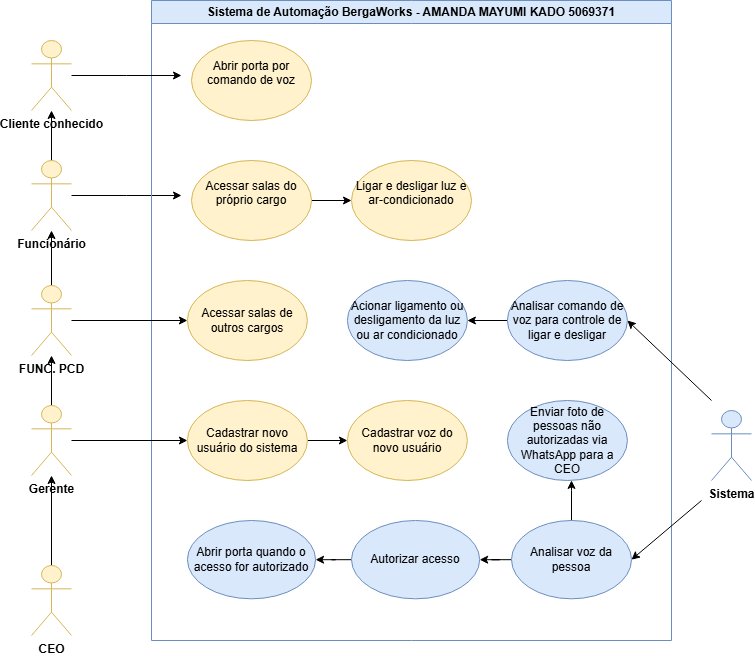 Sistema de Automação BergaWorks - AMANDA MAYUMI KADO 5069371
Abrir porta por
comando de voz
Cliente conhecido
Acessar salas do
próprio cargo
Ligar e desligar luz e
ar-condicionado
Funcionário
Acessar salas de
outros cargos
Acionar ligamento ou
desligamento da luz
ou ar condicionado
Analisar comando de
voz para controle de
ligar e desligar
FUNC. PCD
Cadastrar novo
usuário do sistema
Cadastrar voz do
novo usuário
Enviar foto de
pessoas não
autorizadas via
WhatsApp para a
CEO
Gerente
Sistema
Abrir porta quando o
acesso for autorizado
Autorizar acesso
Analisar voz da
pessoa
CEO